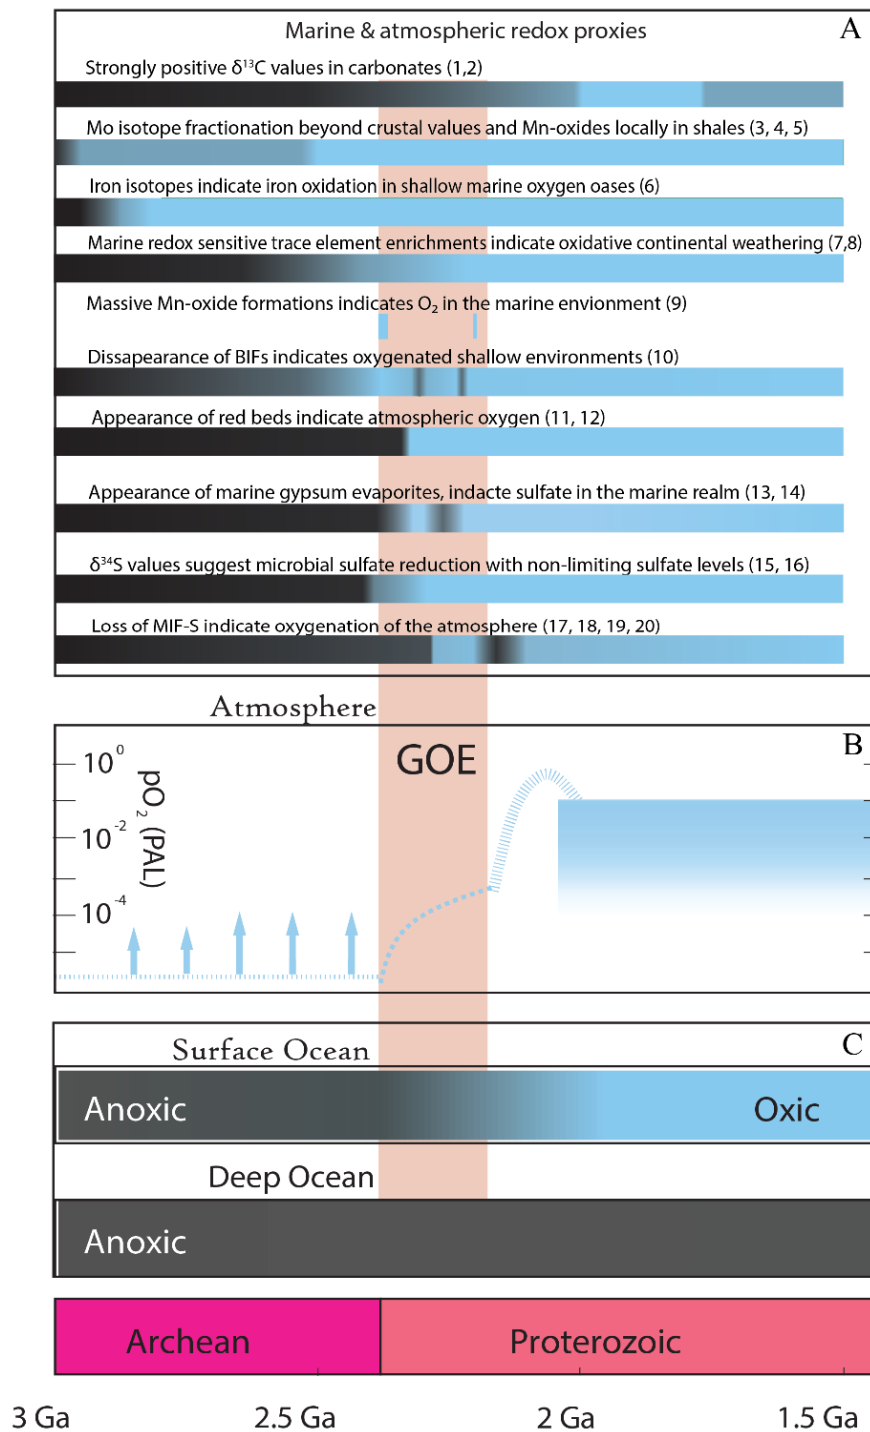 Marine & atmospheric redox proxies
A
Strongly positive δ¹³C values in carbonates (1,2)
Mo isotope fractionation beyond crustal values and Mn-oxides locally in shales (3, 4, 5)
Iron isotopes indicate iron oxidation in shallow marine oxygen oases (6)
Marine redox sensitive trace element enrichments indicate oxidative continental weathering (7,8)
Massive Mn-oxide formations indicates O₂ in the marine envionment (9)
Dissapearance of BIFs indicates oxygenated shallow environments (10)
Appearance of red beds indicate atmospheric oxygen (11, 12)
Appearance of marine gypsum evaporites, indacte sulfate in the marine realm (13, 14)
δ³⁴S values suggest microbial sulfate reduction with non-limiting sulfate levels (15, 16)
Loss of MIF-S indicate oxygenation of the atmosphere (17, 18, 19, 20)
Atmosphere
B
GOE
10⁰
10⁻²
10⁻⁴
pO₂ (PAL)
C
Surface Ocean
Anoxic
Oxic
Deep Ocean
Anoxic
Archean
Proterozoic
3 Ga
2.5 Ga
2 Ga
1.5 Ga